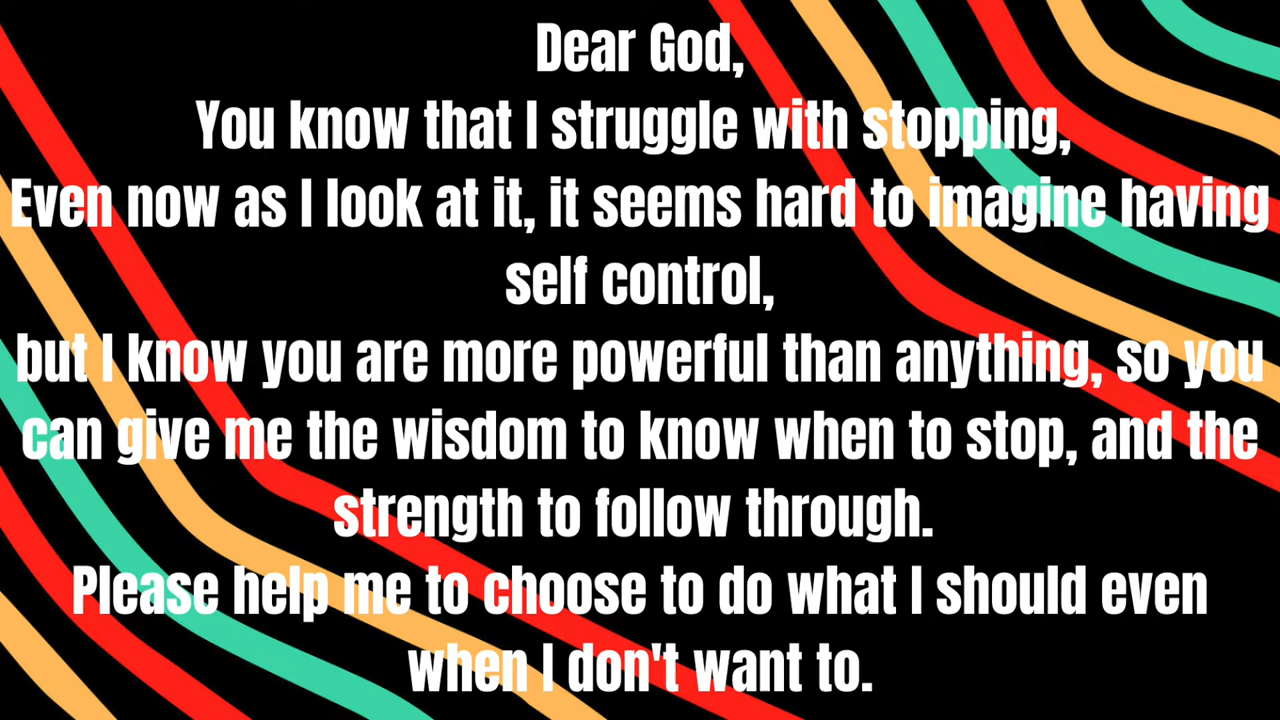 Dear God,
You know that I struggle with stopping,
Even now as I look at it, it seems hard to imagine having
self control,
but I know you are more powerful than anything, so you
can give me the wisdom to know when to stop, and the
strength to follow through.
Please help me to choose to do what I should even
when I don't want to.